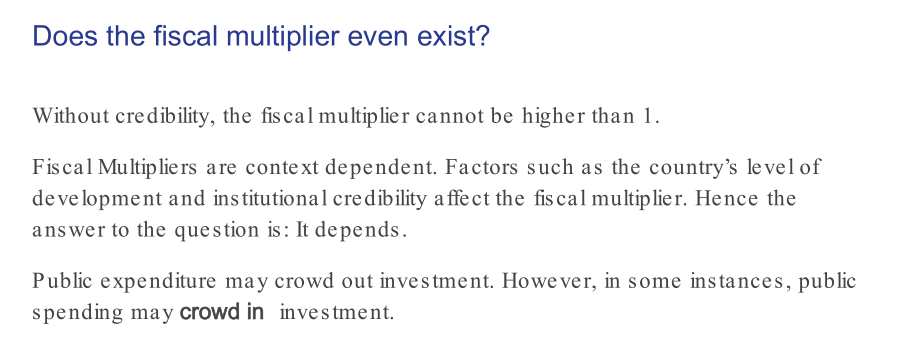 Does the fiscal multiplier even exist?
Without credibility, the fiscal multiplier cannot be higher than 1.
Fiscal Multipliers are context dependent. Factors such as the country’s level of
development and institutional credibility affect the fiscal multiplier. Hence the
answer to the question is: It depends.
Public expenditure may crowd out investment. However, in some instances, public
spending may crowd in investment.